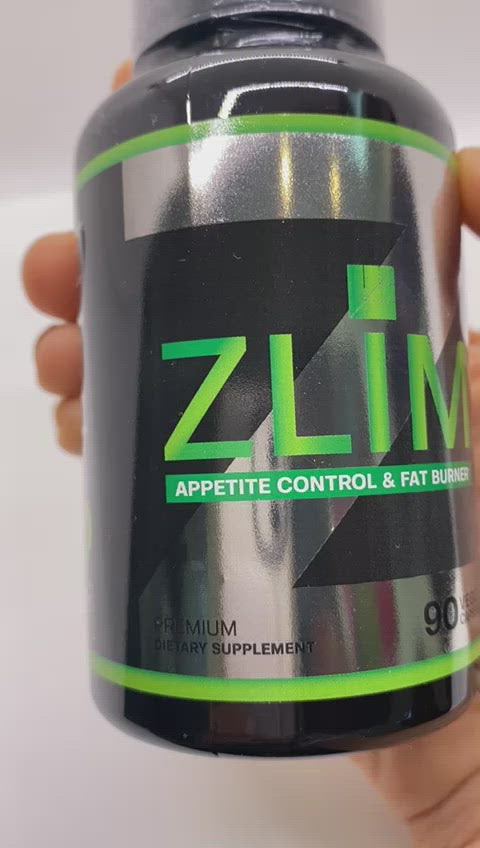 ZLiM
APPETITE CONTROL & FAT BURNER
PREMIUM
DIETARY SUPPLEMENT
90